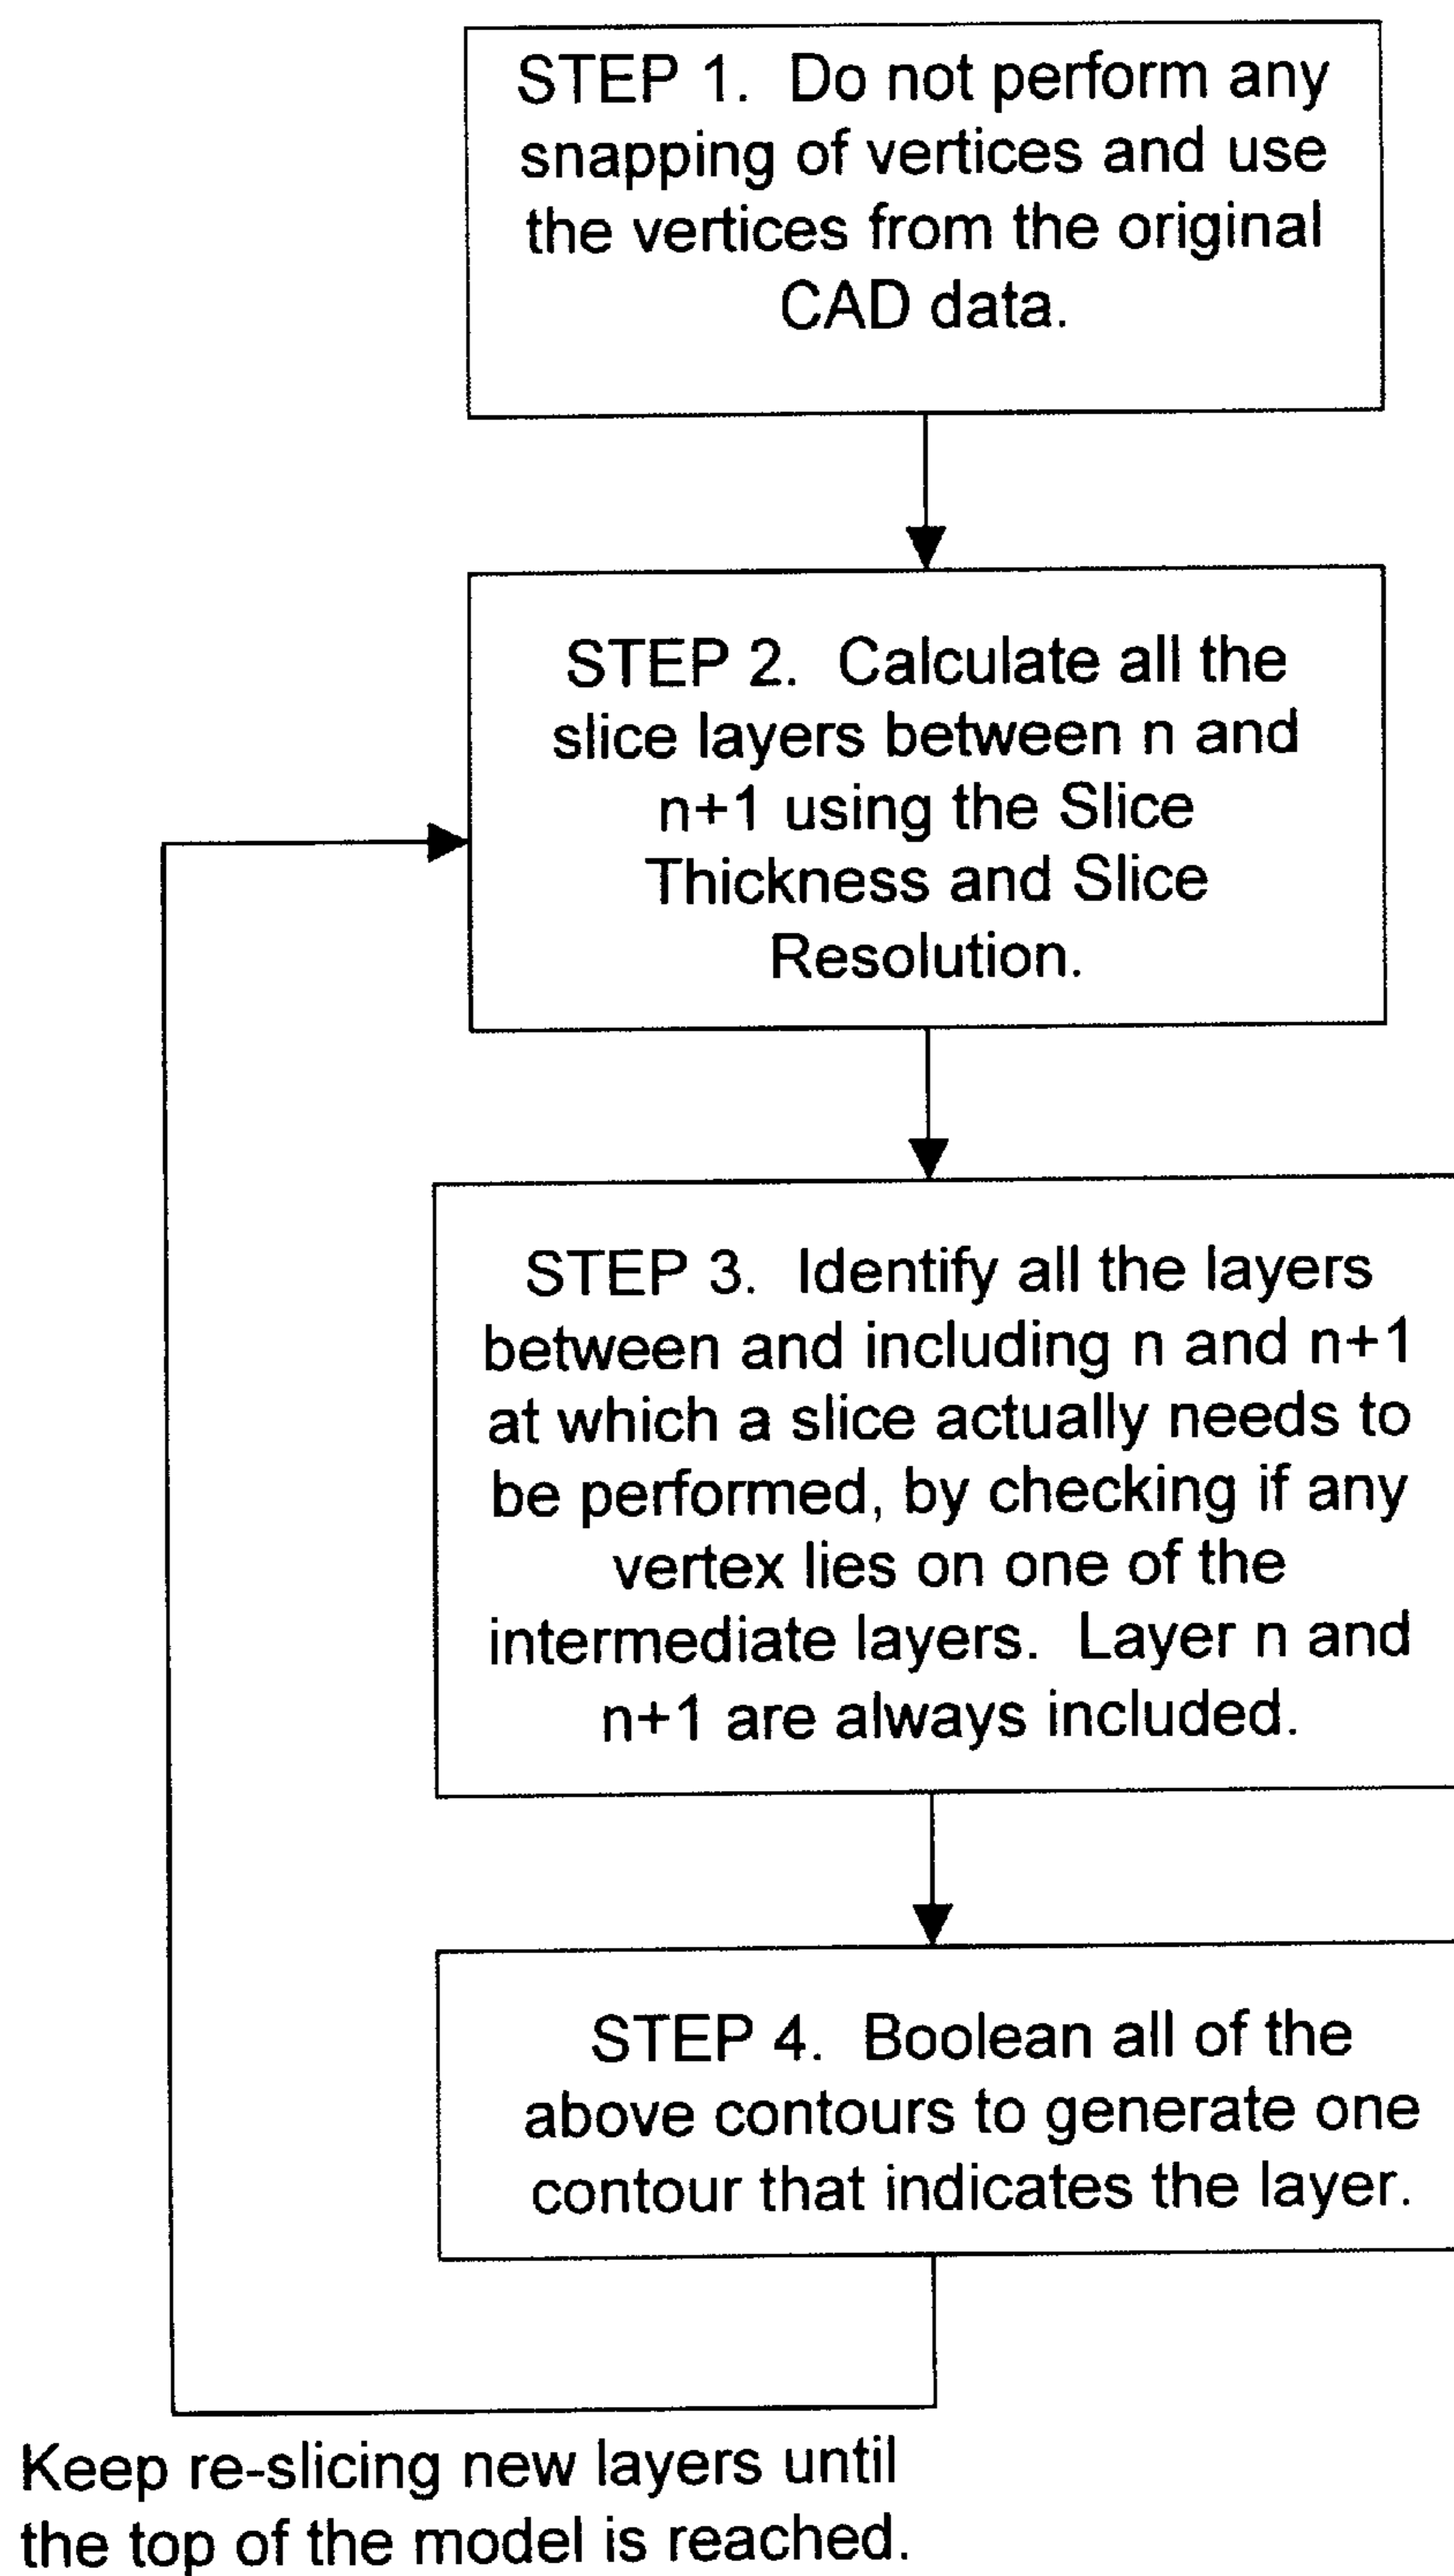 STEP 1. Do not perform any
snapping of vertices and use
the vertices from the original
CAD data.
STEP 2. Calculate all the
slice layers between n and
n+1 using the Slice
Thickness and Slice
Resolution.
STEP 3. Identify all the layers
between and including n and n+1
at which a slice actually needs to
be performed, by checking if any
vertex lies on one of the
intermediate layers. Layer n and
n+1 are always included.
STEP 4. Boolean all of the
above contours to generate one
contour that indicates the layer.
Keep re-slicing new layers until
the top of the model is reached.